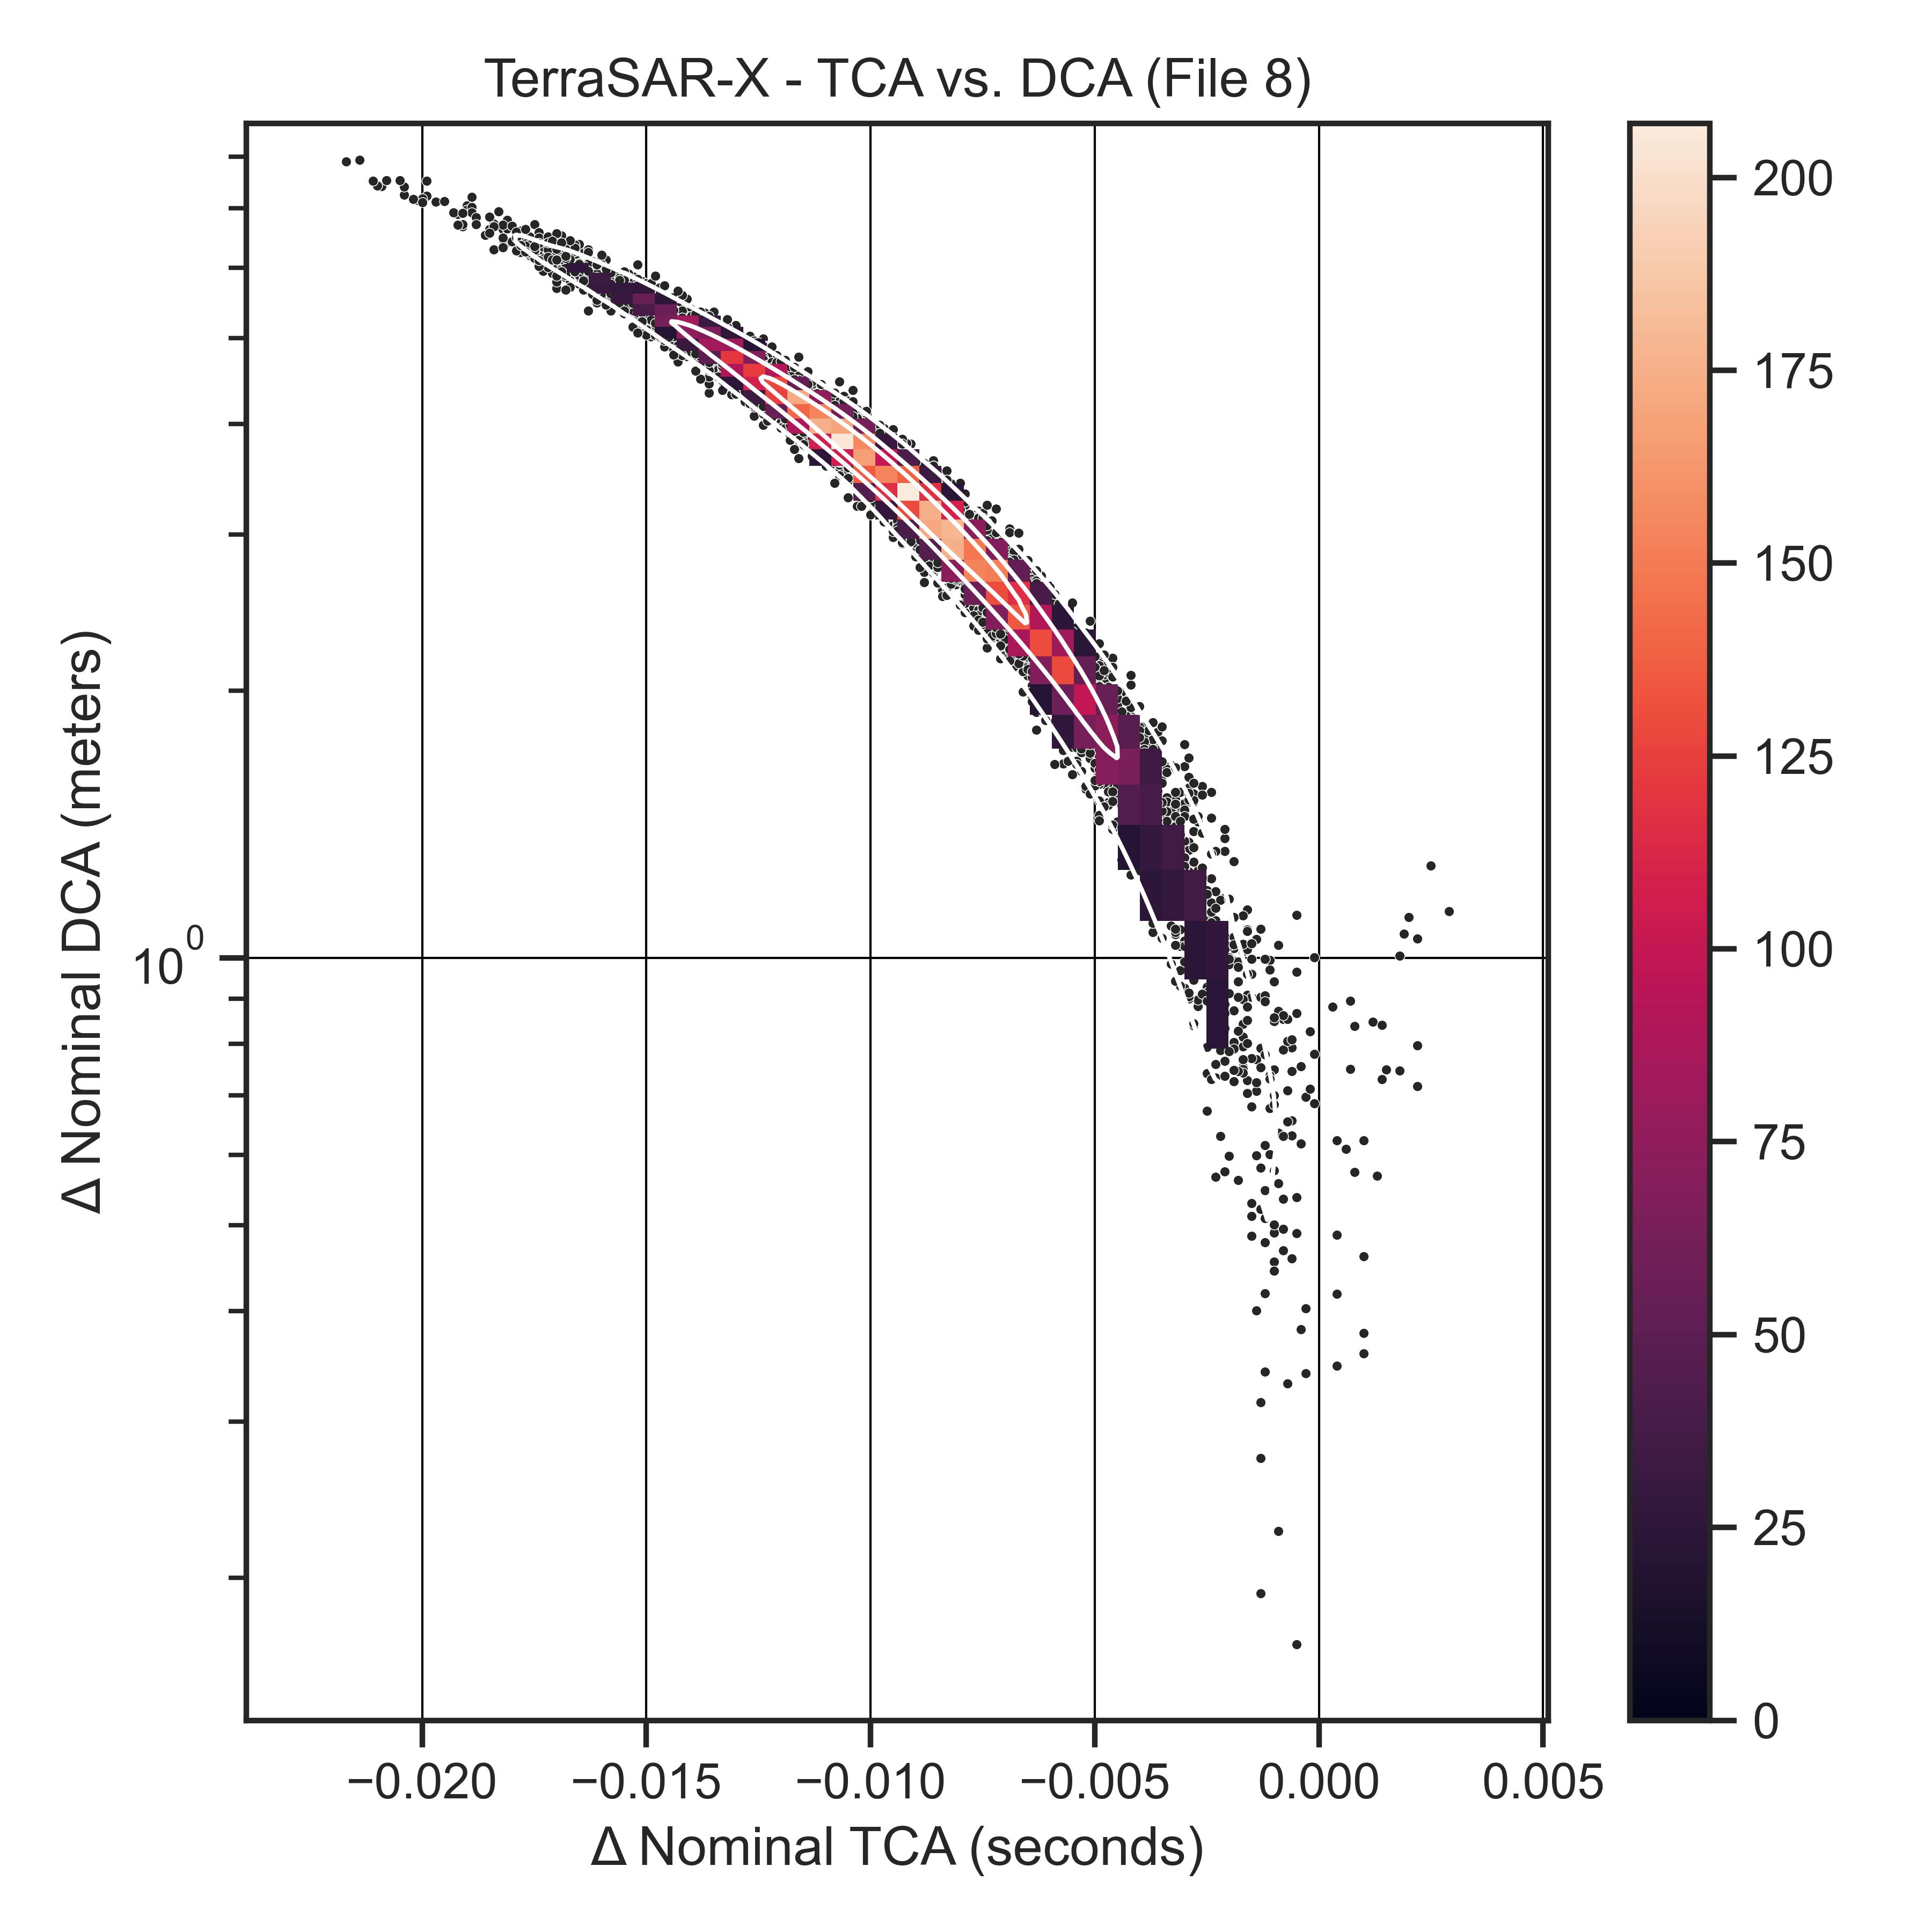 TerraSAR-X - TCA vs. DCA (File 8)
Δ Nominal DCA (meters)
10⁰
−0.020 −0.015 −0.010 −0.005 0.000 0.005
Δ Nominal TCA (seconds)
200
175
150
125
100
75
50
25
0